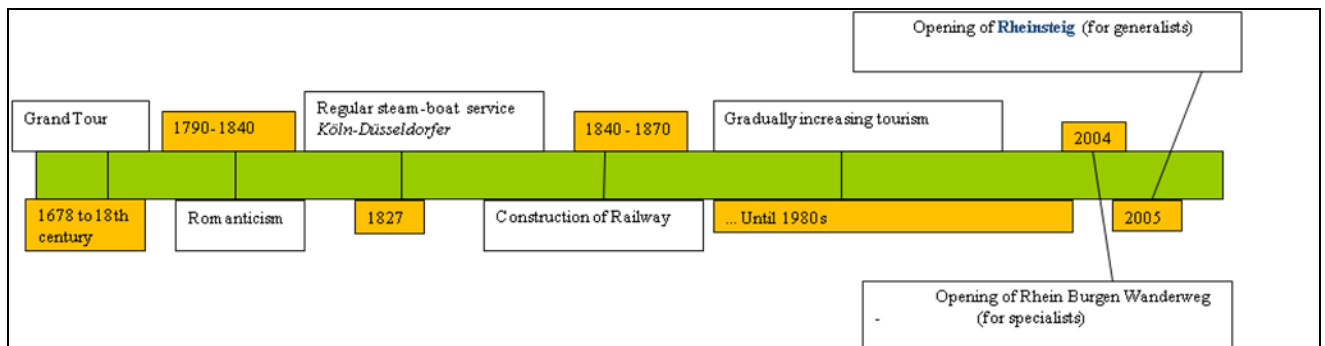 Opening of Rheinsteig (for generalists)
Grand Tour
1790-1840
Regular steam-boat service
Köln-Düsseldorfer
1840 - 1870
Gradually increasing tourism
2004
1678 to 18th
century
Romanticism
1827
Construction of Railway
... Until 1980s
2005
Opening of Rhein Burgen Wanderweg
- (for specialists)